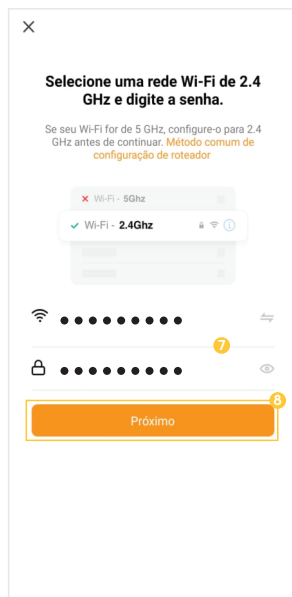 Selecione uma rede Wi-Fi de 2.4
GHz e digite a senha.
Se seu Wi-Fi for de 5 GHz, configure-o para 2.4
GHz antes de continuar. Método comum de
configuração de roteador
Wi-Fi - 5Ghz
Wi-Fi - 2.4Ghz
7
8
Próximo